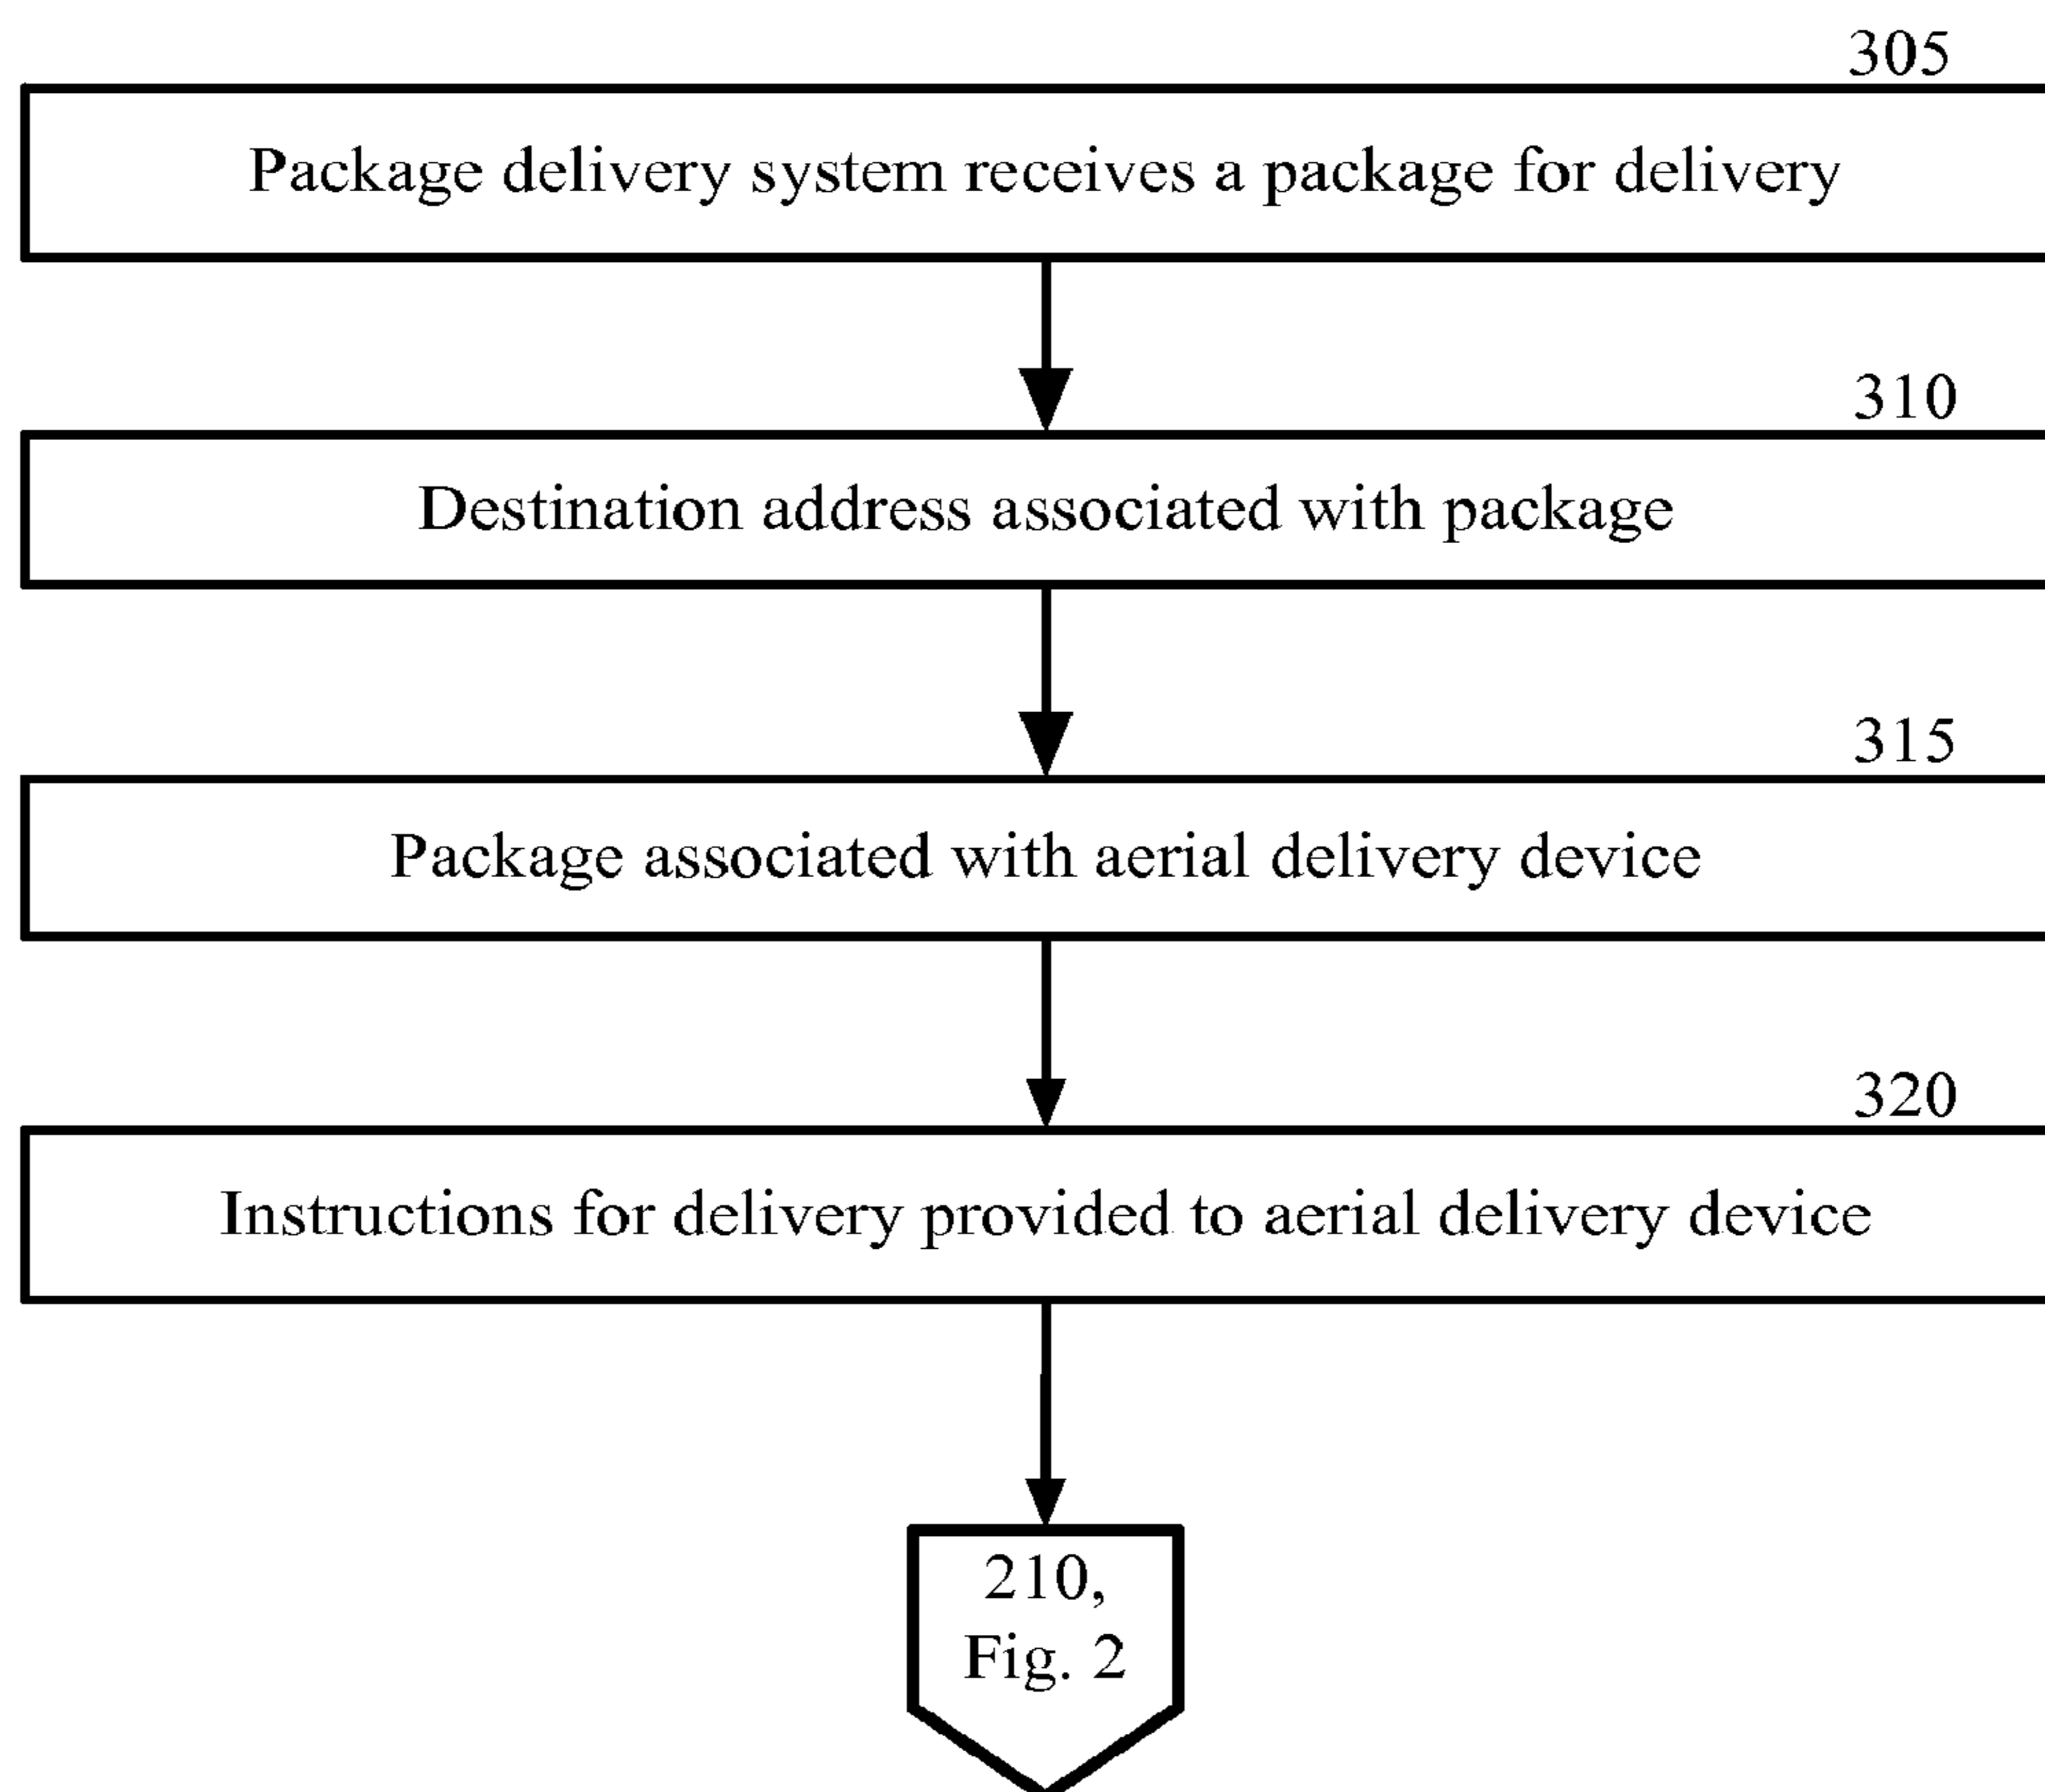 305
Package delivery system receives a package for delivery
310
Destination address associated with package
315
Package associated with aerial delivery device
320
Instructions for delivery provided to aerial delivery device
210,
Fig. 2